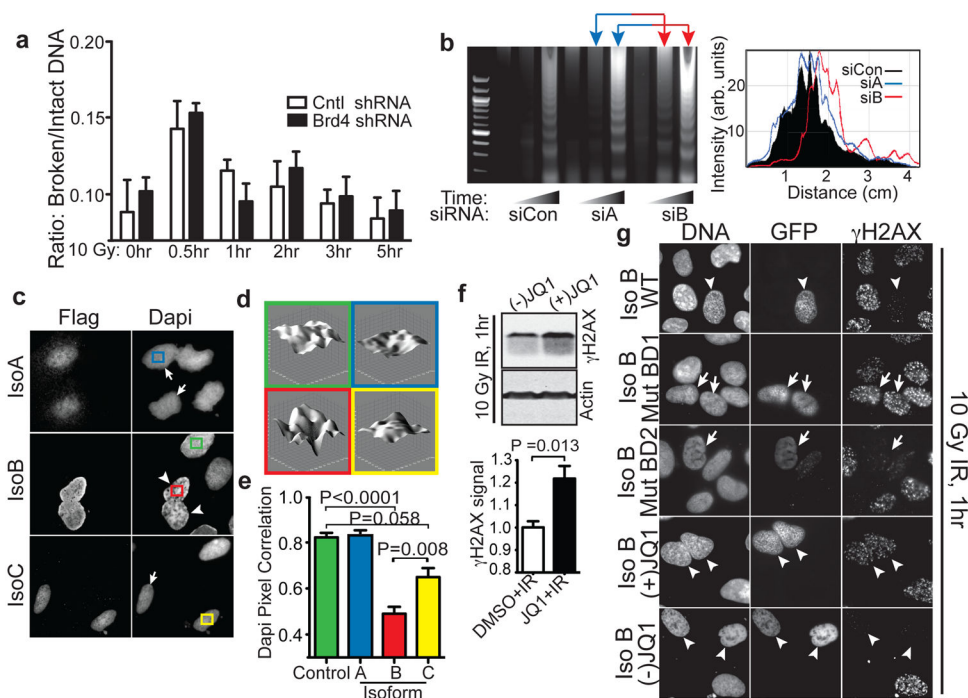 a
Ratio: Broken/Intact DNA
0.20
0.15
0.10
Cntl shRNA
Brd4 shRNA
10 Gy: 0hr 0.5hr 1hr 2hr 3hr 5hr
b
Time:
siRNA: siCon siA siB
Intensity (arb. units)
20
10
siCon
siA
siB
1 2 3 4
Distance (cm)
c
Flag Dapi
IsoA
IsoB
IsoC
d
e
Dapi Pixel Correlation
1.0
0.8
0.6
0.4
P<0.0001
P=0.058
P=0.008
Control A B C
Isoform
f
(-)JQ1 (+)JQ1
10 Gy IR, 1hr
γH2AX
Actin
P =0.013
γH2AX signal
1.3
1.2
1.1
1.0
0.9
0.8
DMSO+IR
JQ1+IR
g
DNA GFP γH2AX
Iso B
WT
Iso B
Mut BD1
Iso B
Mut BD2
Iso B
(+)JQ1
Iso B
(-)JQ1
10 Gy IR, 1hr